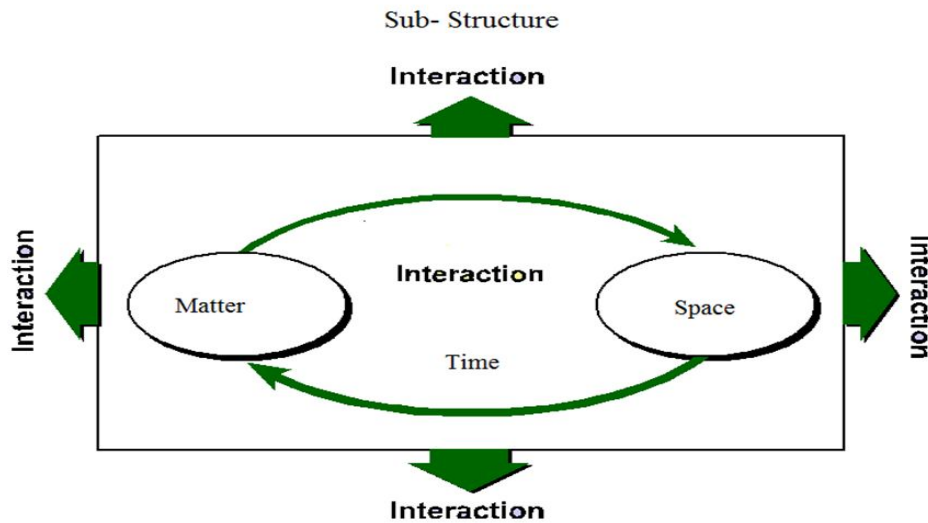 Sub- Structure
Interaction
Interaction
Interaction
Interaction
Matter
Space
Time
Interaction